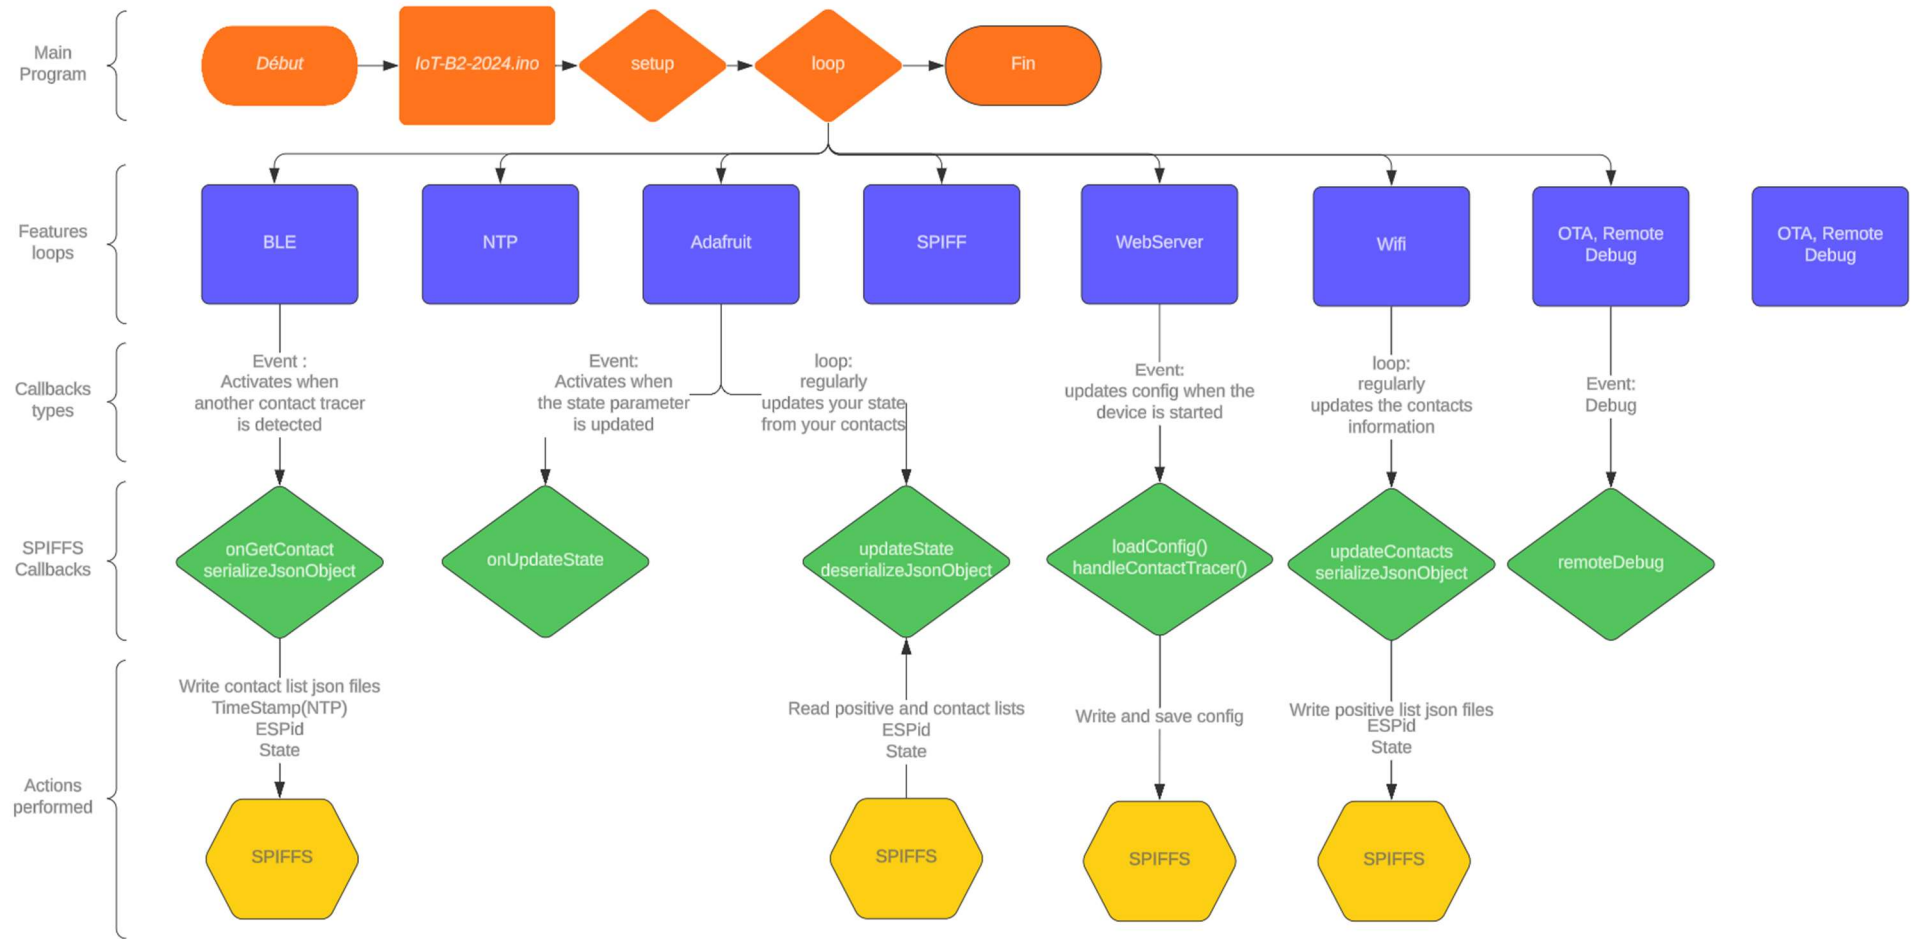 Main
Program
Début
IoT-B2-2024.ino
setup
loop
Fin
Features
loops
BLE
NTP
Adafruit
SPIFF
WebServer
Wifi
OTA, Remote
Debug
OTA, Remote
Debug
Callbacks
types
Event :
Activates when
another contact tracer
is detected
Event:
Activates when
the state parameter
is updated
loop:
regularly
updates your state
from your contacts
Event:
updates config when the
device is started
loop:
regularly
updates the contacts
information
Event:
Debug
SPIFFS
Callbacks
onGetContact
serializeJsonObject
onUpdateState
updateState
deserializeJsonObject
loadConfig()
handleContactTracer()
updateContacts
serializeJsonObject
remoteDebug
Actions
performed
Write contact list json files
TimeStamp(NTP)
ESPid
State
Read positive and contact lists
ESPid
State
Write and save config
Write positive list json files
ESPid
State
SPIFFS
SPIFFS
SPIFFS
SPIFFS